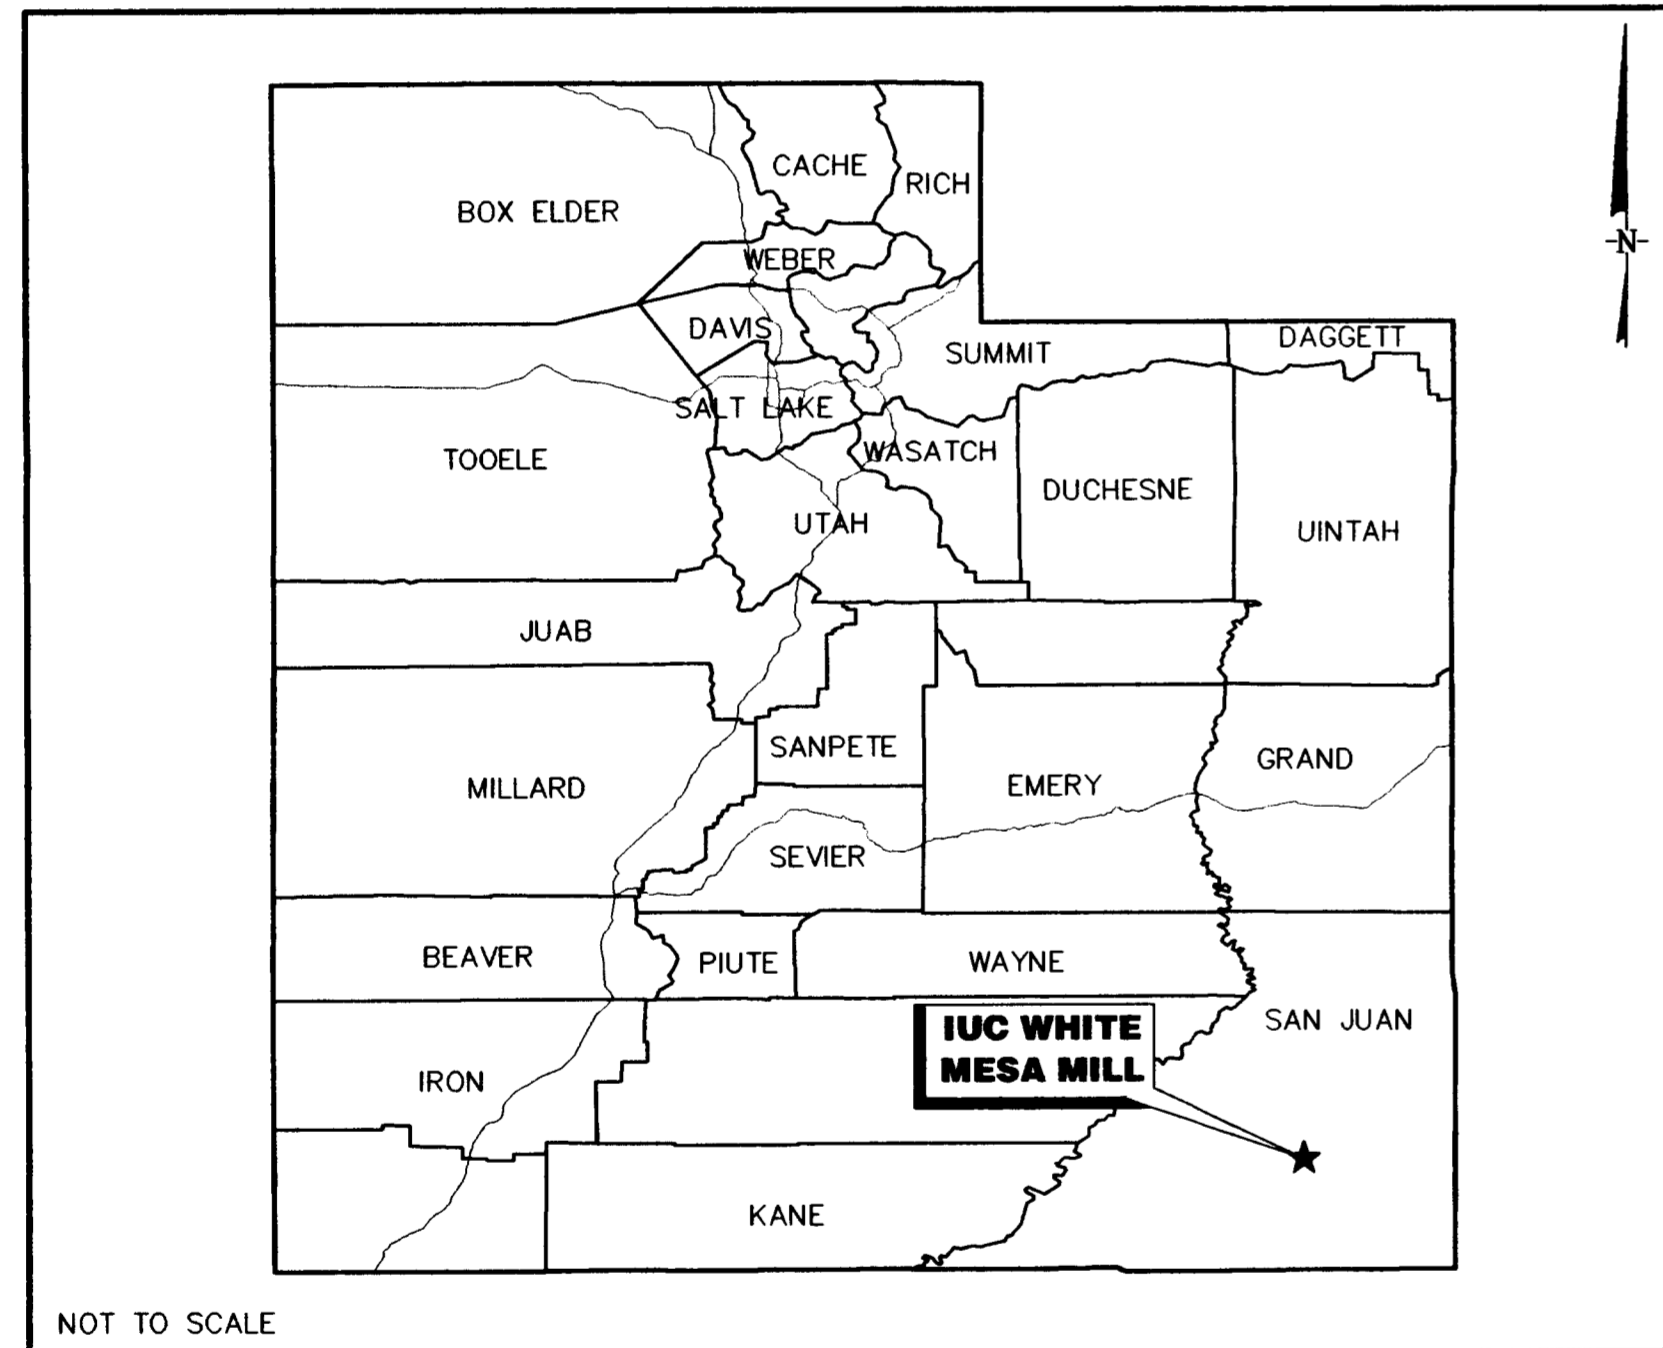 CACHE
RICH
BOX ELDER
-N-
WEBER
DAVIS
DAGGETT
SUMMIT
SALT LAKE
WASATCH
TOOELE
DUCHESNE
UTAH
UINTAH
JUAB
SANPETE
GRAND
MILLARD
EMERY
SEVIER
BEAVER
PIUTE
WAYNE
SAN JUAN
IUC WHITE
MESA MILL
IRON
KANE
NOT TO SCALE